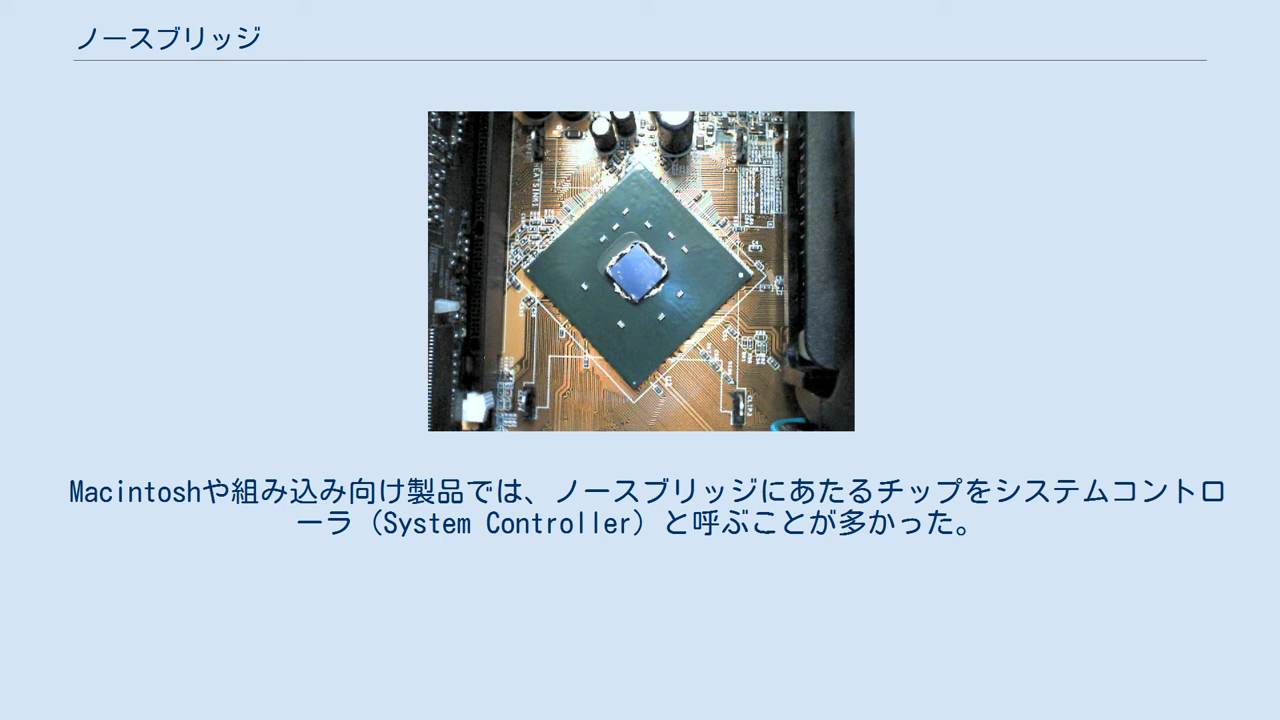 ノースブリッジ
Macintoshや組み込み向け製品では、ノースブリッジにあたるチップをシステムコントロ
ーラ（System Controller）と呼ぶことが多かった。